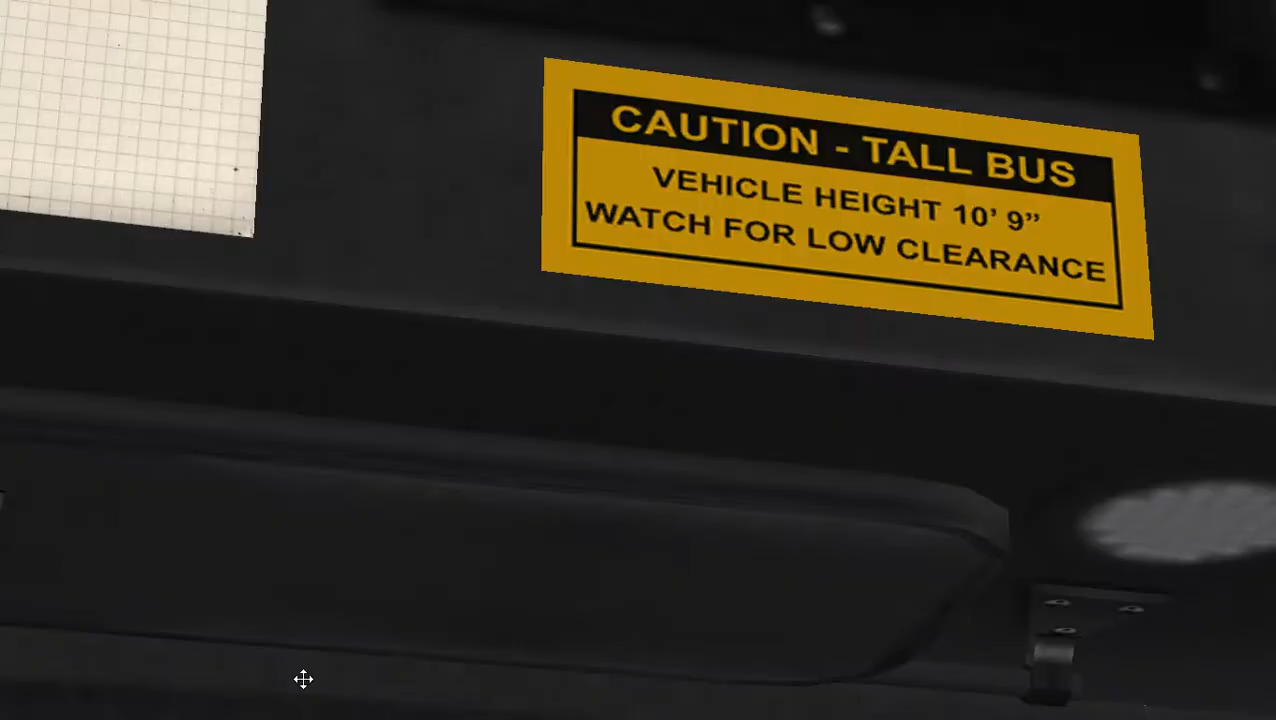 CAUTION - TALL BUS
VEHICLE HEIGHT 10’ 9”
WATCH FOR LOW CLEARANCE